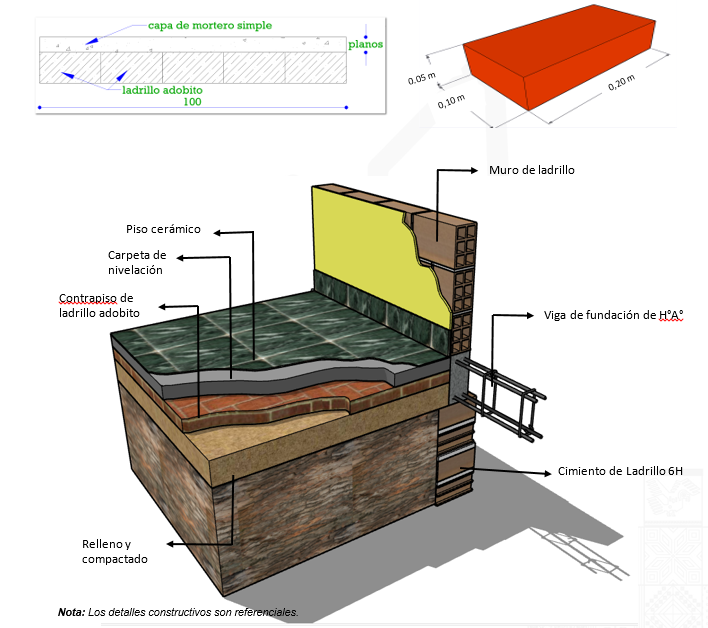 capa de mortero simple
planos
ladrillo adobito
100
0.05 m
0,10 m
0,20 m
Muro de ladrillo
Piso cerámico
Carpeta de
nivelación
Contrapiso de
ladrillo adobito
Viga de fundación de H°A°
Cimiento de Ladrillo 6H
Relleno y
compactado
Nota: Los detalles constructivos son referenciales.